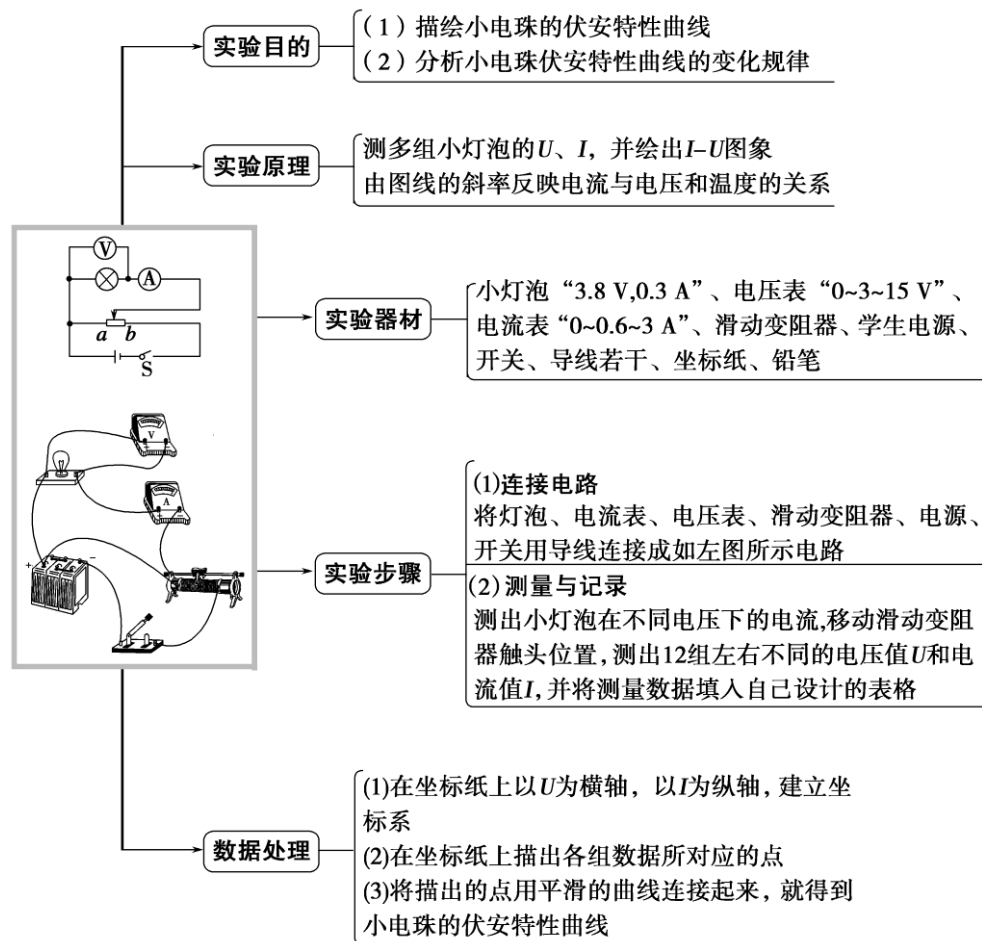 实验目的
（1）描绘小电珠的伏安特性曲线
（2）分析小电珠伏安特性曲线的变化规律
实验原理
测多组小灯泡的U、I，并绘出I–U图象
由图线的斜率反映电流与电压和温度的关系
V
A
a b
S
实验器材
小灯泡“3.8 V,0.3 A”、电压表“0~3~15 V”、
电流表“0~0.6~3 A”、滑动变阻器、学生电源、
开关、导线若干、坐标纸、铅笔
V
A
+ −
实验步骤
(1)连接电路
将灯泡、电流表、电压表、滑动变阻器、电源、
开关用导线连接成如左图所示电路
(2)测量与记录
测出小灯泡在不同电压下的电流,移动滑动变阻
器触头位置,测出12组左右不同的电压值U和电
流值I,并将测量数据填入自己设计的表格
数据处理
(1)在坐标纸上以U为横轴，以I为纵轴，建立坐
标系
(2)在坐标纸上描出各组数据所对应的点
(3)将描出的点用平滑的曲线连接起来，就得到
小电珠的伏安特性曲线